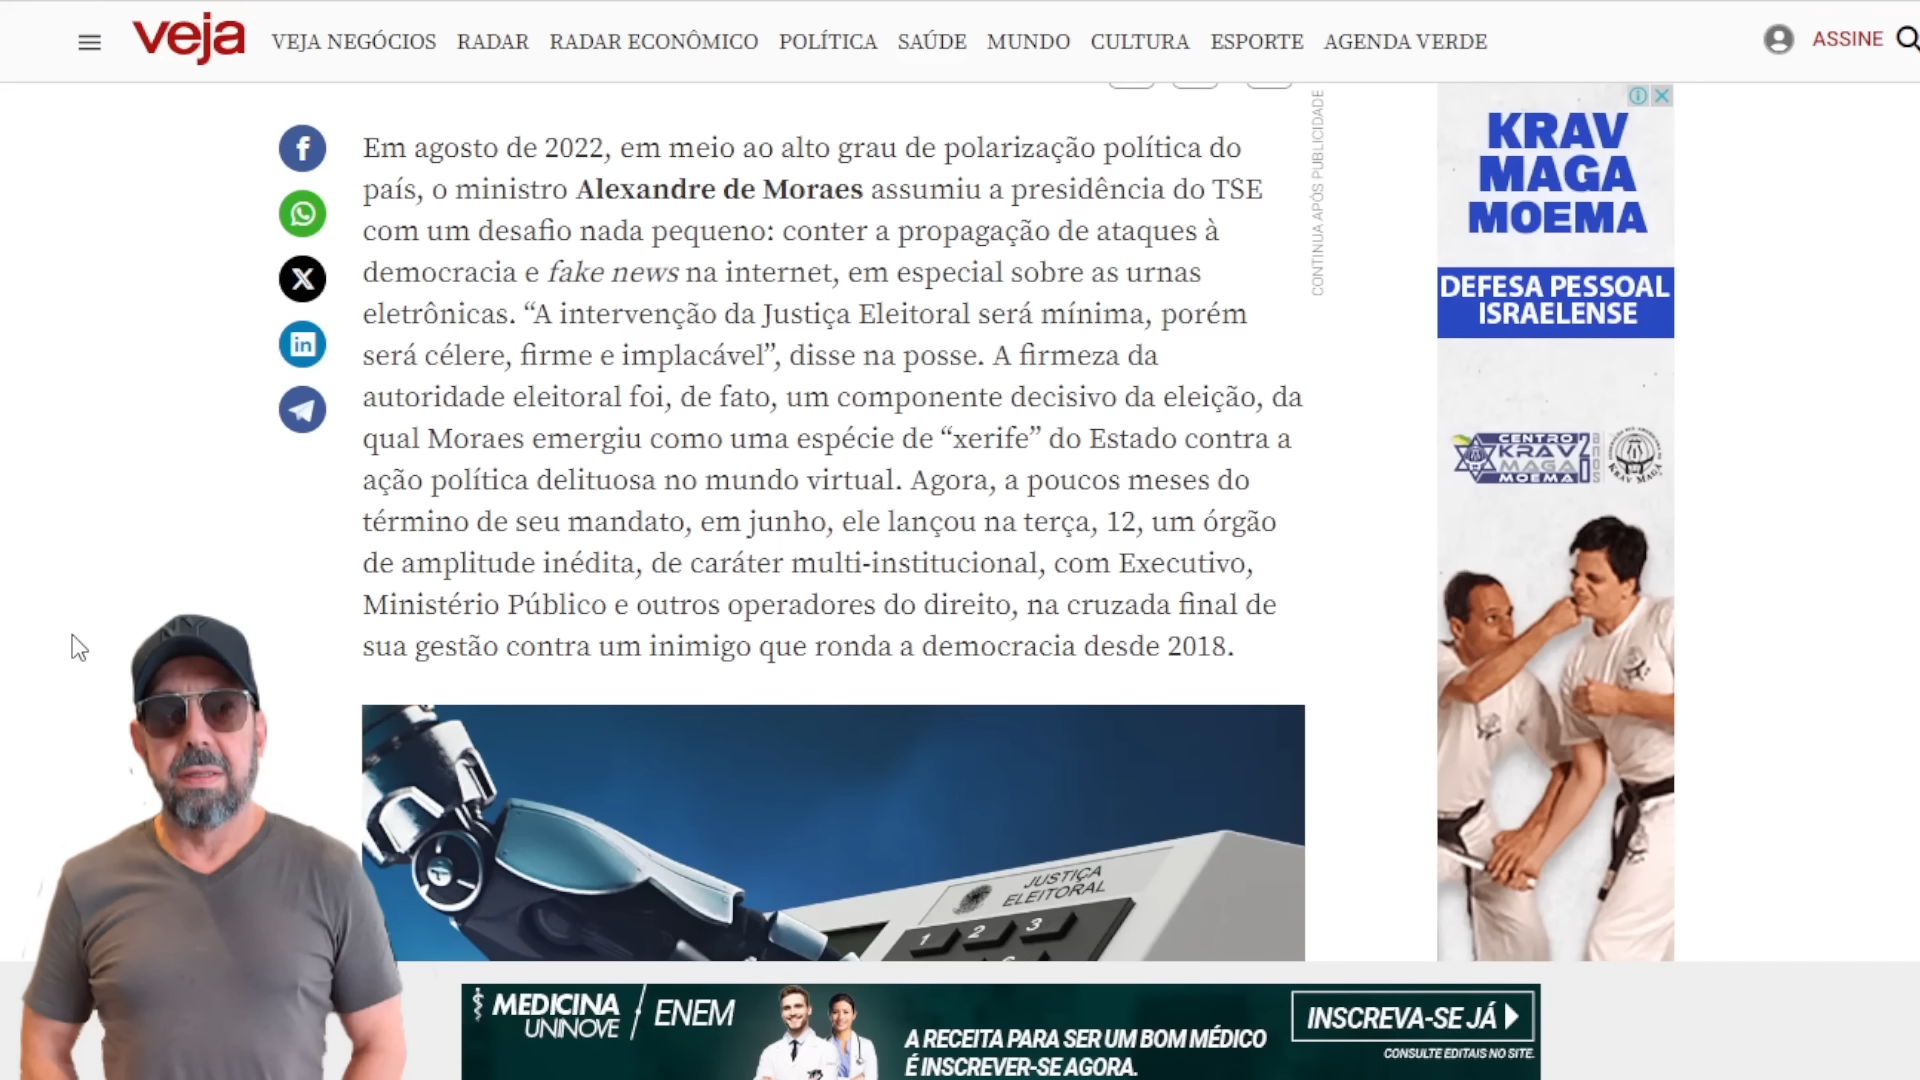 veja
VEJA NEGÓCIOS RADAR RADAR ECONÔMICO POLÍTICA SAÚDE MUNDO CULTURA ESPORTE AGENDA VERDE
ASSINE
Em agosto de 2022, em meio ao alto grau de polarização política do
país, o ministro Alexandre de Moraes assumiu a presidência do TSE
com um desafio nada pequeno: conter a propagação de ataques à
democracia e fake news na internet, em especial sobre as urnas
eletrônicas. “A intervenção da Justiça Eleitoral será mínima, porém
será célere, firme e implacável”, disse na posse. A firmeza da
autoridade eleitoral foi, de fato, um componente decisivo da eleição, da
qual Moraes emergiu como uma espécie de “xerife” do Estado contra a
ação política delituosa no mundo virtual. Agora, a poucos meses do
término de seu mandato, em junho, ele lançou na terça, 12, um órgão
de amplitude inédita, de caráter multi-institucional, com Executivo,
Ministério Público e outros operadores do direito, na cruzada final de
sua gestão contra um inimigo que ronda a democracia desde 2018.
CONTINUA APÓS PUBLICIDADE
KRAV
MAGA
MOEMA
DEFESA PESSOAL
ISRAELENSE
CENTRO
KRAV
MAGA
MOEMA
20
anos
NY
JUSTIÇA
ELEITORAL
1 2 3
MEDICINA
UNINOVE
ENEM
A RECEITA PARA SER UM BOM MÉDICO
É INSCREVER-SE AGORA.
INSCREVA-SE JÁ
CONSULTE EDITAIS NO SITE.